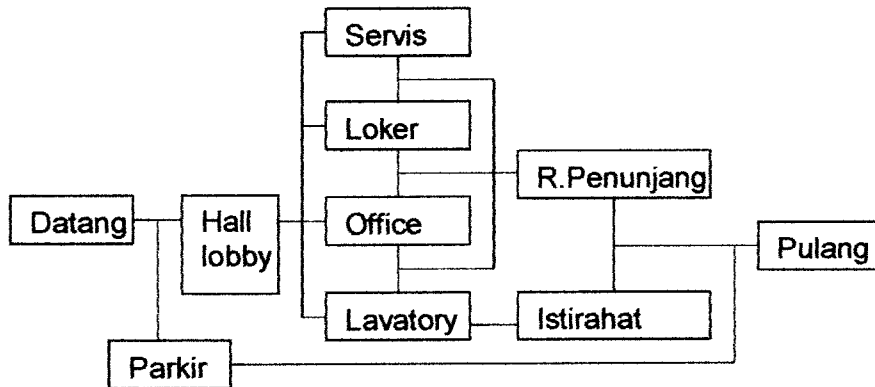 Servis
Loker
R.Penunjang
Datang
Hall
lobby
Office
Pulang
Lavatory
Istirahat
Parkir